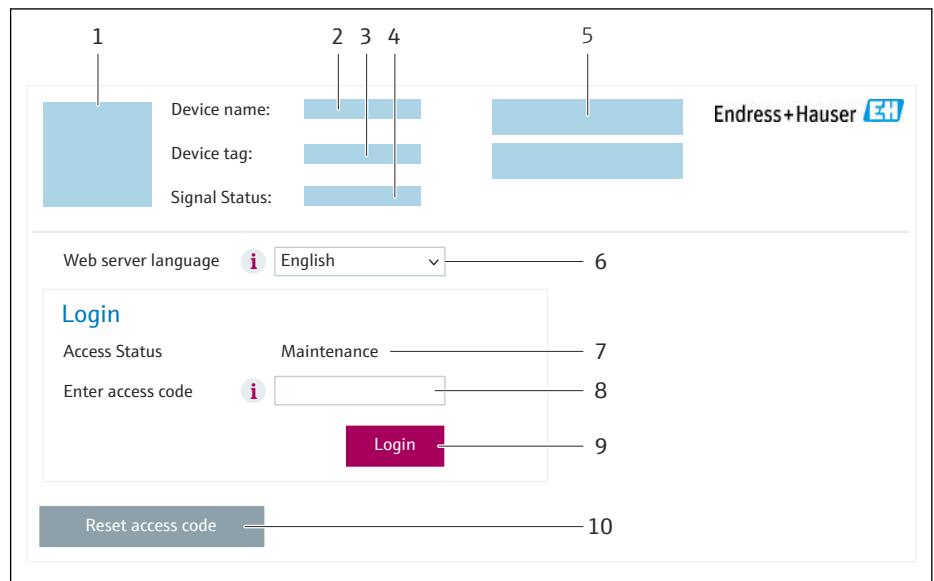 1 2 3 4 5
Device name:
Endress+Hauser EH
Device tag:
Signal Status:
Web server language i English 6
Login
Access Status Maintenance 7
Enter access code i 8
Login 9
Reset access code 10